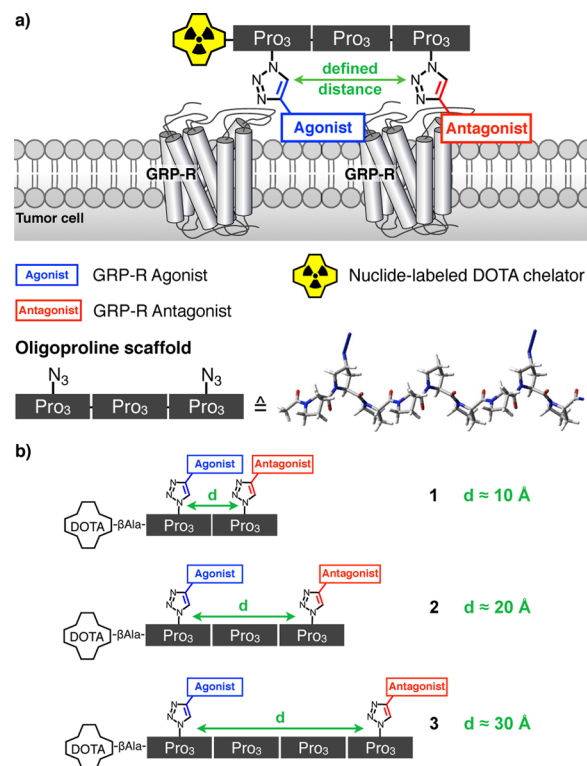 a)
Pro3 Pro3 Pro3
N
N
N
defined
distance
N
N
N
Agonist
Antagonist
GRP-R
GRP-R
Tumor cell
Agonist GRP-R Agonist
Nuclide-labeled DOTA chelator
Antagonist GRP-R Antagonist
Oligoproline scaffold
N3 N3
Pro3 Pro3 Pro3 ≙
b)
Agonist Antagonist
N
N
N
d
N
N
N
1 d ≈ 10 Å
DOTA -βAla- Pro3 Pro3
Agonist Antagonist
N
N
N
d
N
N
N
2 d ≈ 20 Å
DOTA -βAla- Pro3 Pro3 Pro3
Agonist Antagonist
N
N
N
d
N
N
N
3 d ≈ 30 Å
DOTA -βAla- Pro3 Pro3 Pro3 Pro3